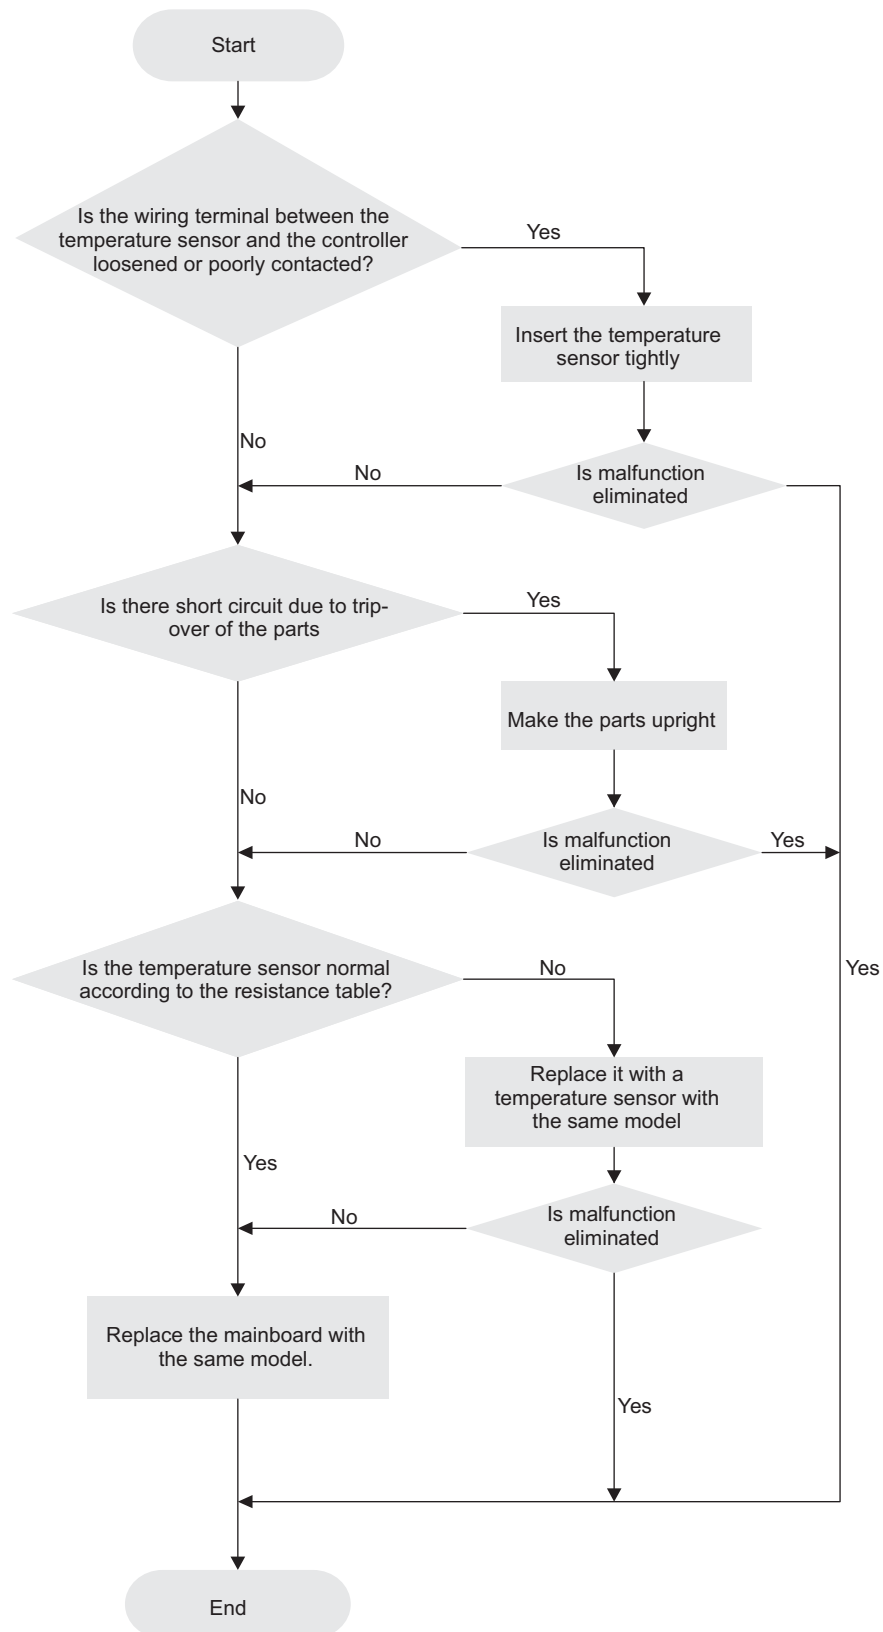 Start
Is the wiring terminal between the
temperature sensor and the controller
loosened or poorly contacted?
Yes
Insert the temperature
sensor tightly
No
No
Is malfunction
eliminated
Is there short circuit due to trip-
over of the parts
Yes
Make the parts upright
No
No
Is malfunction
eliminated
Yes
Is the temperature sensor normal
according to the resistance table?
No
Yes
Replace it with a
temperature sensor with
the same model
Yes
No
Is malfunction
eliminated
Replace the mainboard with
the same model.
Yes
End